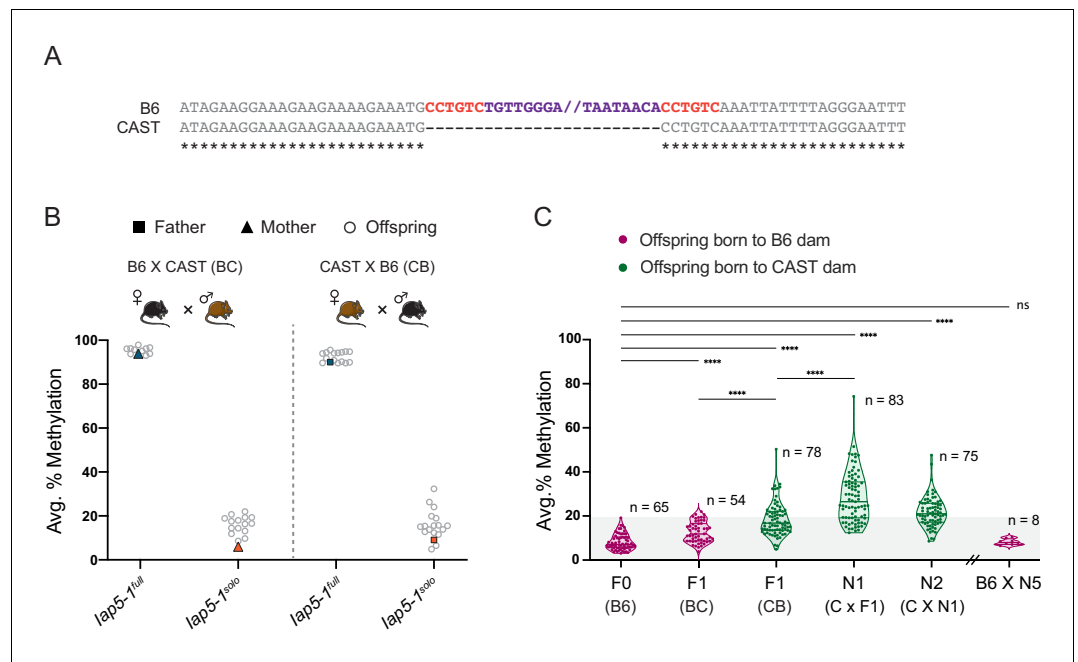 A
B6 ATAGAAGGAAAGAAGAAAAGAAATGCCTGTCTGTTGGGA//TAATAACACCTGTCAAATTATTTTAGGGAATTT
CAST ATAGAAGGAAAGAAGAAAAGAAATG------------------------CCTGTCAAATTATTTTAGGGAATTT
************************* *************************
B
Father Mother Offspring
B6 X CAST (BC) CAST X B6 (CB)
♀ × ♂ ♀ × ♂
Avg. % Methylation
100
80
60
40
20
0
Iap5-1full Iap5-1solo Iap5-1full Iap5-1solo
C
Offspring born to B6 dam
Offspring born to CAST dam
ns
****
****
****
****
****
****
Avg.% Methylation
100
80
60
40
20
0
n = 65
n = 54
n = 78
n = 83
n = 75
n = 8
F0 F1 F1 N1 N2 B6 X N5
(B6) (BC) (CB) (C x F1) (C X N1)